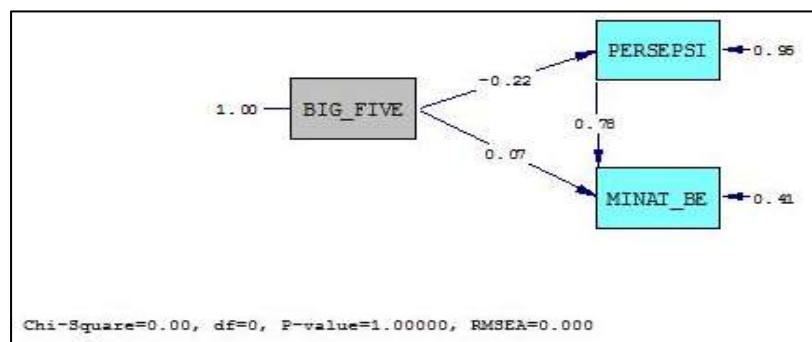 PERSEPSI
0.95
-0.22
1.00
BIG_FIVE
0.78
0.07
MINAT_BE
0.41
Chi-Square=0.00, df=0, P-value=1.00000, RMSEA=0.000